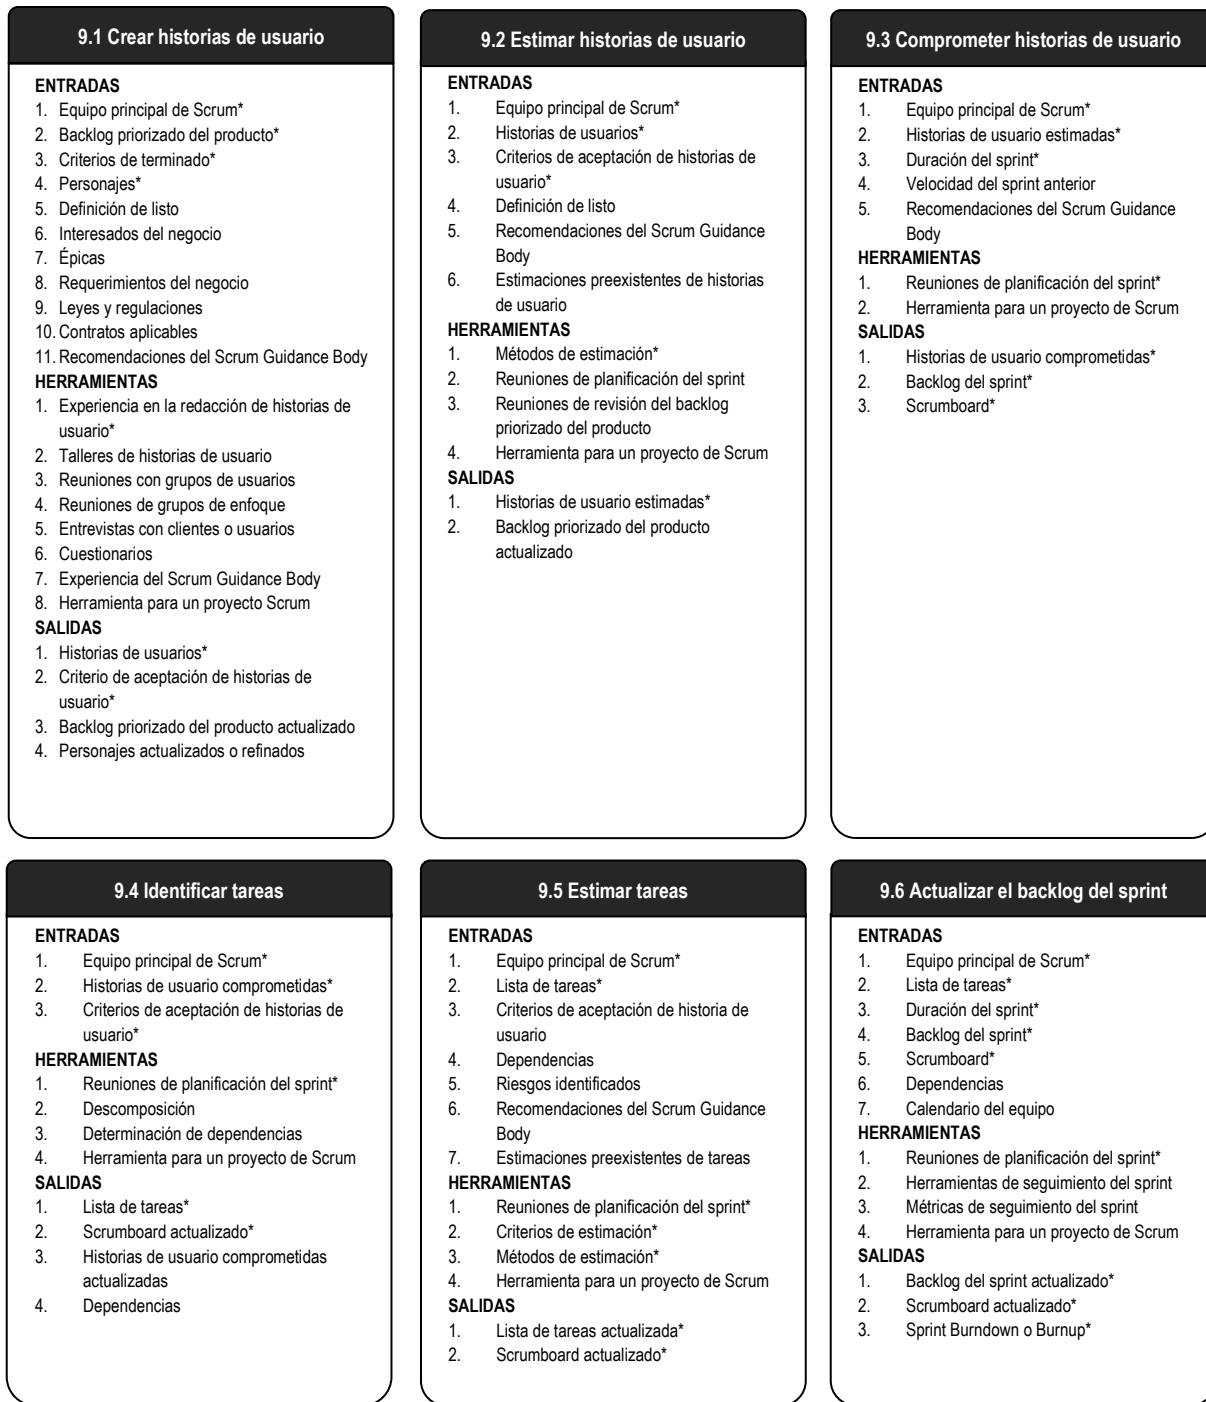 9.1 Crear historias de usuario
ENTRADAS
1. Equipo principal de Scrum*
2. Backlog priorizado del producto*
3. Criterios de terminado*
4. Personajes*
5. Definición de listo
6. Interesados del negocio
7. Épicas
8. Requerimientos del negocio
9. Leyes y regulaciones
10. Contratos aplicables
11. Recomendaciones del Scrum Guidance Body
HERRAMIENTAS
1. Experiencia en la redacción de historias de
usuario*
2. Talleres de historias de usuario
3. Reuniones con grupos de usuarios
4. Reuniones de grupos de enfoque
5. Entrevistas con clientes o usuarios
6. Cuestionarios
7. Experiencia del Scrum Guidance Body
8. Herramienta para un proyecto Scrum
SALIDAS
1. Historias de usuarios*
2. Criterio de aceptación de historias de
usuario*
3. Backlog priorizado del producto actualizado
4. Personajes actualizados o refinados
9.2 Estimar historias de usuario
ENTRADAS
1. Equipo principal de Scrum*
2. Historias de usuarios*
3. Criterios de aceptación de historias de
usuario*
4. Definición de listo
5. Recomendaciones del Scrum Guidance
Body
6. Estimaciones preexistentes de historias
de usuario
HERRAMIENTAS
1. Métodos de estimación*
2. Reuniones de planificación del sprint
3. Reuniones de revisión del backlog
priorizado del producto
4. Herramienta para un proyecto de Scrum
SALIDAS
1. Historias de usuario estimadas*
2. Backlog priorizado del producto
actualizado
9.3 Comprometer historias de usuario
ENTRADAS
1. Equipo principal de Scrum*
2. Historias de usuario estimadas*
3. Duración del sprint*
4. Velocidad del sprint anterior
5. Recomendaciones del Scrum Guidance
Body
HERRAMIENTAS
1. Reuniones de planificación del sprint*
2. Herramienta para un proyecto de Scrum
SALIDAS
1. Historias de usuario comprometidas*
2. Backlog del sprint*
3. Scrumboard*
9.4 Identificar tareas
ENTRADAS
1. Equipo principal de Scrum*
2. Historias de usuario comprometidas*
3. Criterios de aceptación de historias de
usuario*
HERRAMIENTAS
1. Reuniones de planificación del sprint*
2. Descomposición
3. Determinación de dependencias
4. Herramienta para un proyecto de Scrum
SALIDAS
1. Lista de tareas*
2. Scrumboard actualizado*
3. Historias de usuario comprometidas
actualizadas
4. Dependencias
9.5 Estimar tareas
ENTRADAS
1. Equipo principal de Scrum*
2. Lista de tareas*
3. Criterios de aceptación de historia de
usuario
4. Dependencias
5. Riesgos identificados
6. Recomendaciones del Scrum Guidance
Body
7. Estimaciones preexistentes de tareas
HERRAMIENTAS
1. Reuniones de planificación del sprint*
2. Criterios de estimación*
3. Métodos de estimación*
4. Herramienta para un proyecto de Scrum
SALIDAS
1. Lista de tareas actualizada*
2. Scrumboard actualizado*
9.6 Actualizar el backlog del sprint
ENTRADAS
1. Equipo principal de Scrum*
2. Lista de tareas*
3. Duración del sprint*
4. Backlog del sprint*
5. Scrumboard*
6. Dependencias
7. Calendario del equipo
HERRAMIENTAS
1. Reuniones de planificación del sprint*
2. Herramientas de seguimiento del sprint
3. Métricas de seguimiento del sprint
4. Herramienta para un proyecto de Scrum
SALIDAS
1. Backlog del sprint actualizado*
2. Scrumboard actualizado*
3. Sprint Burndown o Burnup*